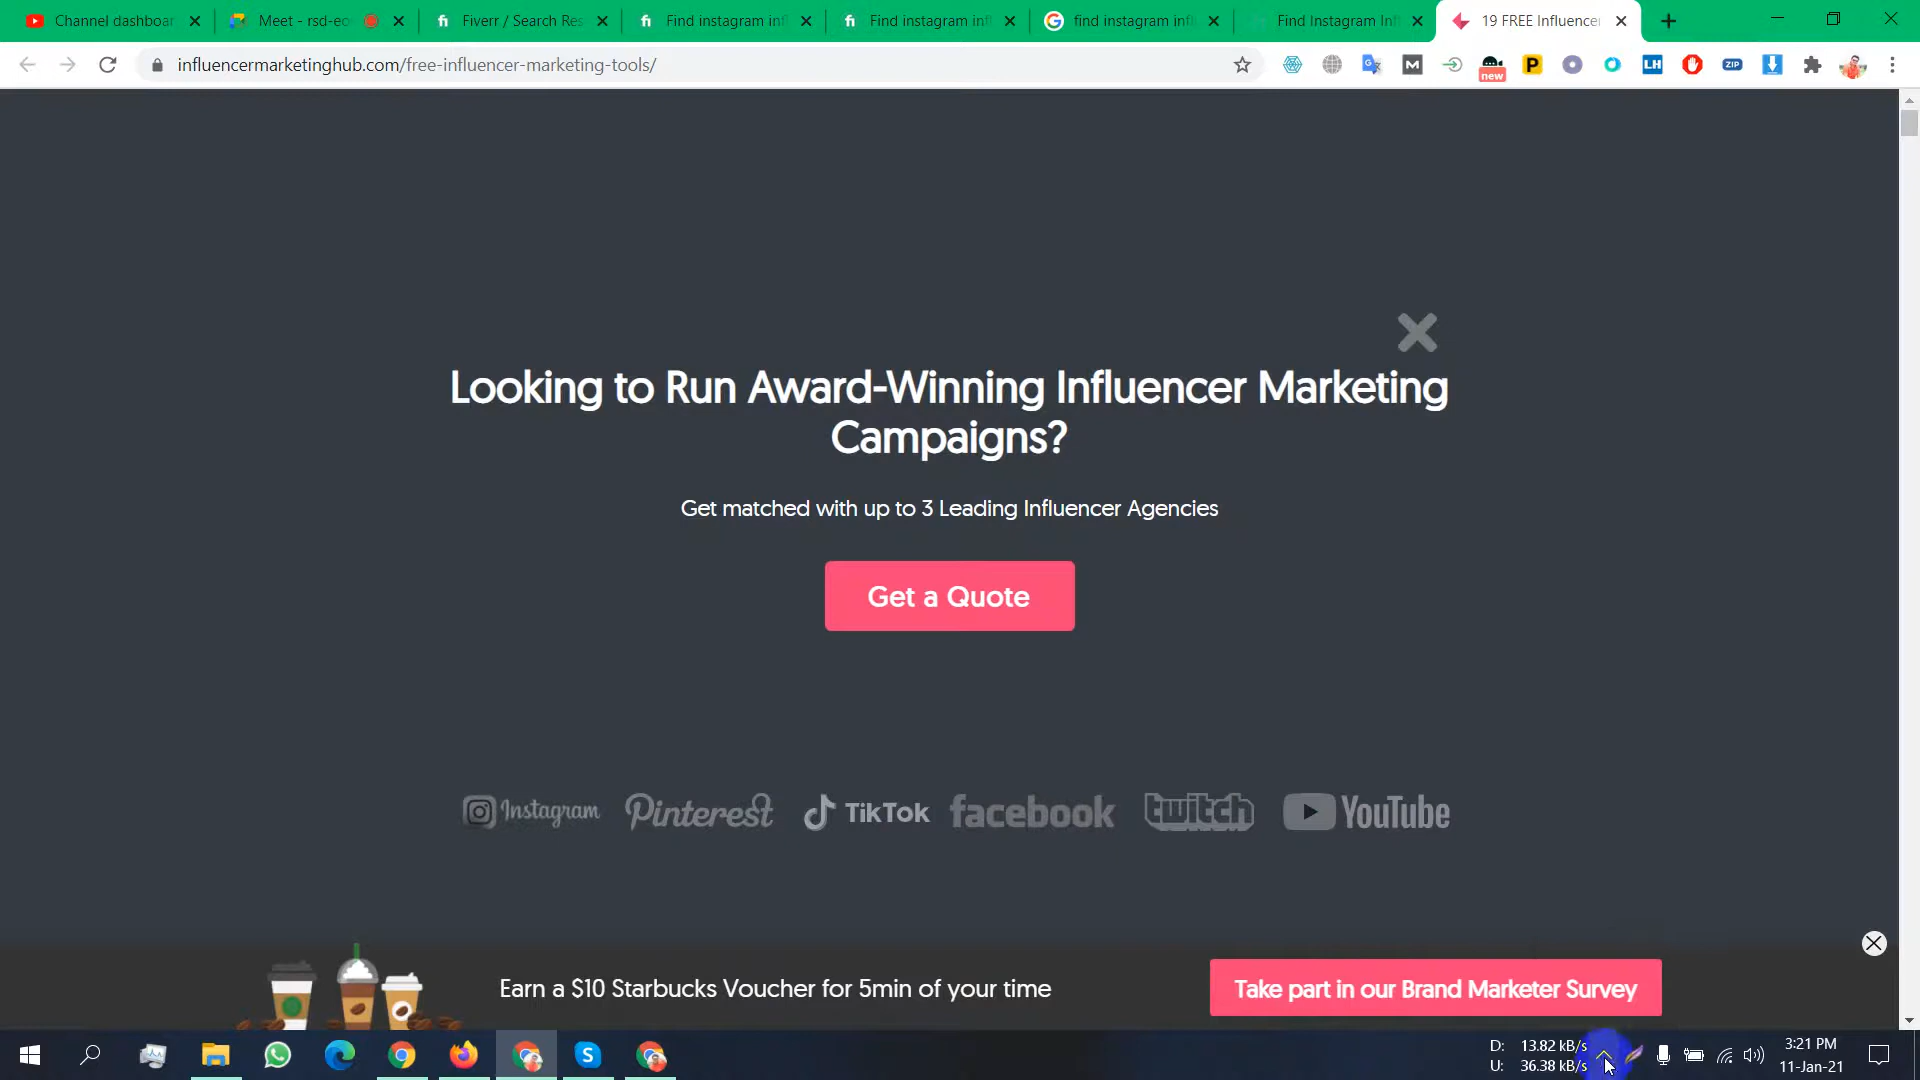 Channel dashboar
Meet - rsd-eo
Fiverr / Search Res
Find instagram inf
Find instagram inf
find instagram infl
Find Instagram Inf
19 FREE Influence
influencermarketinghub.com/free-influencer-marketing-tools/
new
LH
ZIP
Looking to Run Award-Winning Influencer Marketing
Campaigns?
Get matched with up to 3 Leading Influencer Agencies
Get a Quote
Instagram
Pinterest
TikTok
facebook
twitch
YouTube
Earn a $10 Starbucks Voucher for 5min of your time
Take part in our Brand Marketer Survey
D: 13.82 kB/s
U: 36.38 kB/s
3:21 PM
11-Jan-21